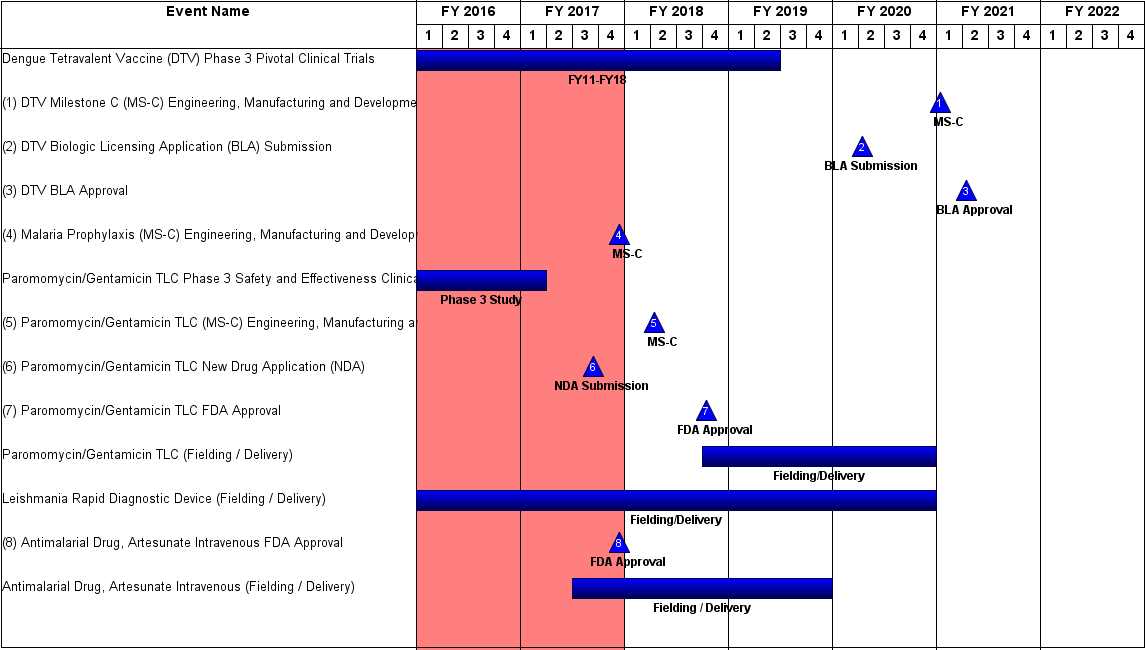 Event Name FY 2016 FY 2017 FY 2018 FY 2019 FY 2020 FY 2021 FY 2022
1 2 3 4 1 2 3 4 1 2 3 4 1 2 3 4 1 2 3 4 1 2 3 4 1 2 3 4
Dengue Tetravalent Vaccine (DTV) Phase 3 Pivotal Clinical Trials
FY11-FY18
(1) DTV Milestone C (MS-C) Engineering, Manufacturing and Developme 1
MS-C
(2) DTV Biologic Licensing Application (BLA) Submission 2
BLA Submission
(3) DTV BLA Approval 3
BLA Approval
(4) Malaria Prophylaxis (MS-C) Engineering, Manufacturing and Develop 4
MS-C
Paromomycin/Gentamicin TLC Phase 3 Safety and Effectiveness Clinica
Phase 3 Study
(5) Paromomycin/Gentamicin TLC (MS-C) Engineering, Manufacturing a 5
MS-C
(6) Paromomycin/Gentamicin TLC New Drug Application (NDA) 6
NDA Submission
(7) Paromomycin/Gentamicin TLC FDA Approval 7
FDA Approval
Paromomycin/Gentamicin TLC (Fielding / Delivery)
Fielding/Delivery
Leishmania Rapid Diagnostic Device (Fielding / Delivery)
Fielding/Delivery
(8) Antimalarial Drug, Artesunate Intravenous FDA Approval 8
FDA Approval
Antimalarial Drug, Artesunate Intravenous (Fielding / Delivery)
Fielding / Delivery